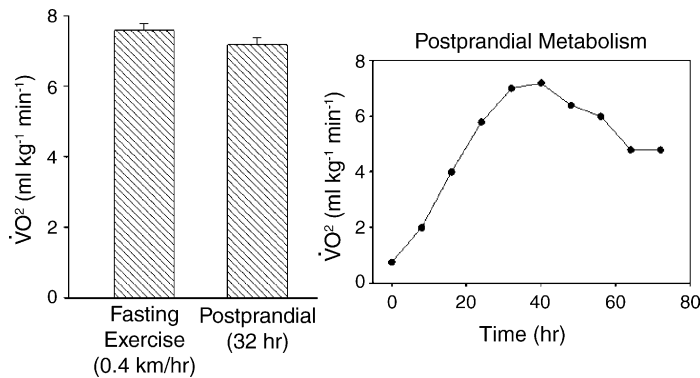 8
6
4
2
0
V̇O² (ml kg⁻¹ min⁻¹)
Fasting
Exercise
(0.4 km/hr)
Postprandial
(32 hr)
Postprandial Metabolism
8
6
4
2
0
V̇O² (ml kg⁻¹ min⁻¹)
0 20 40 60 80
Time (hr)